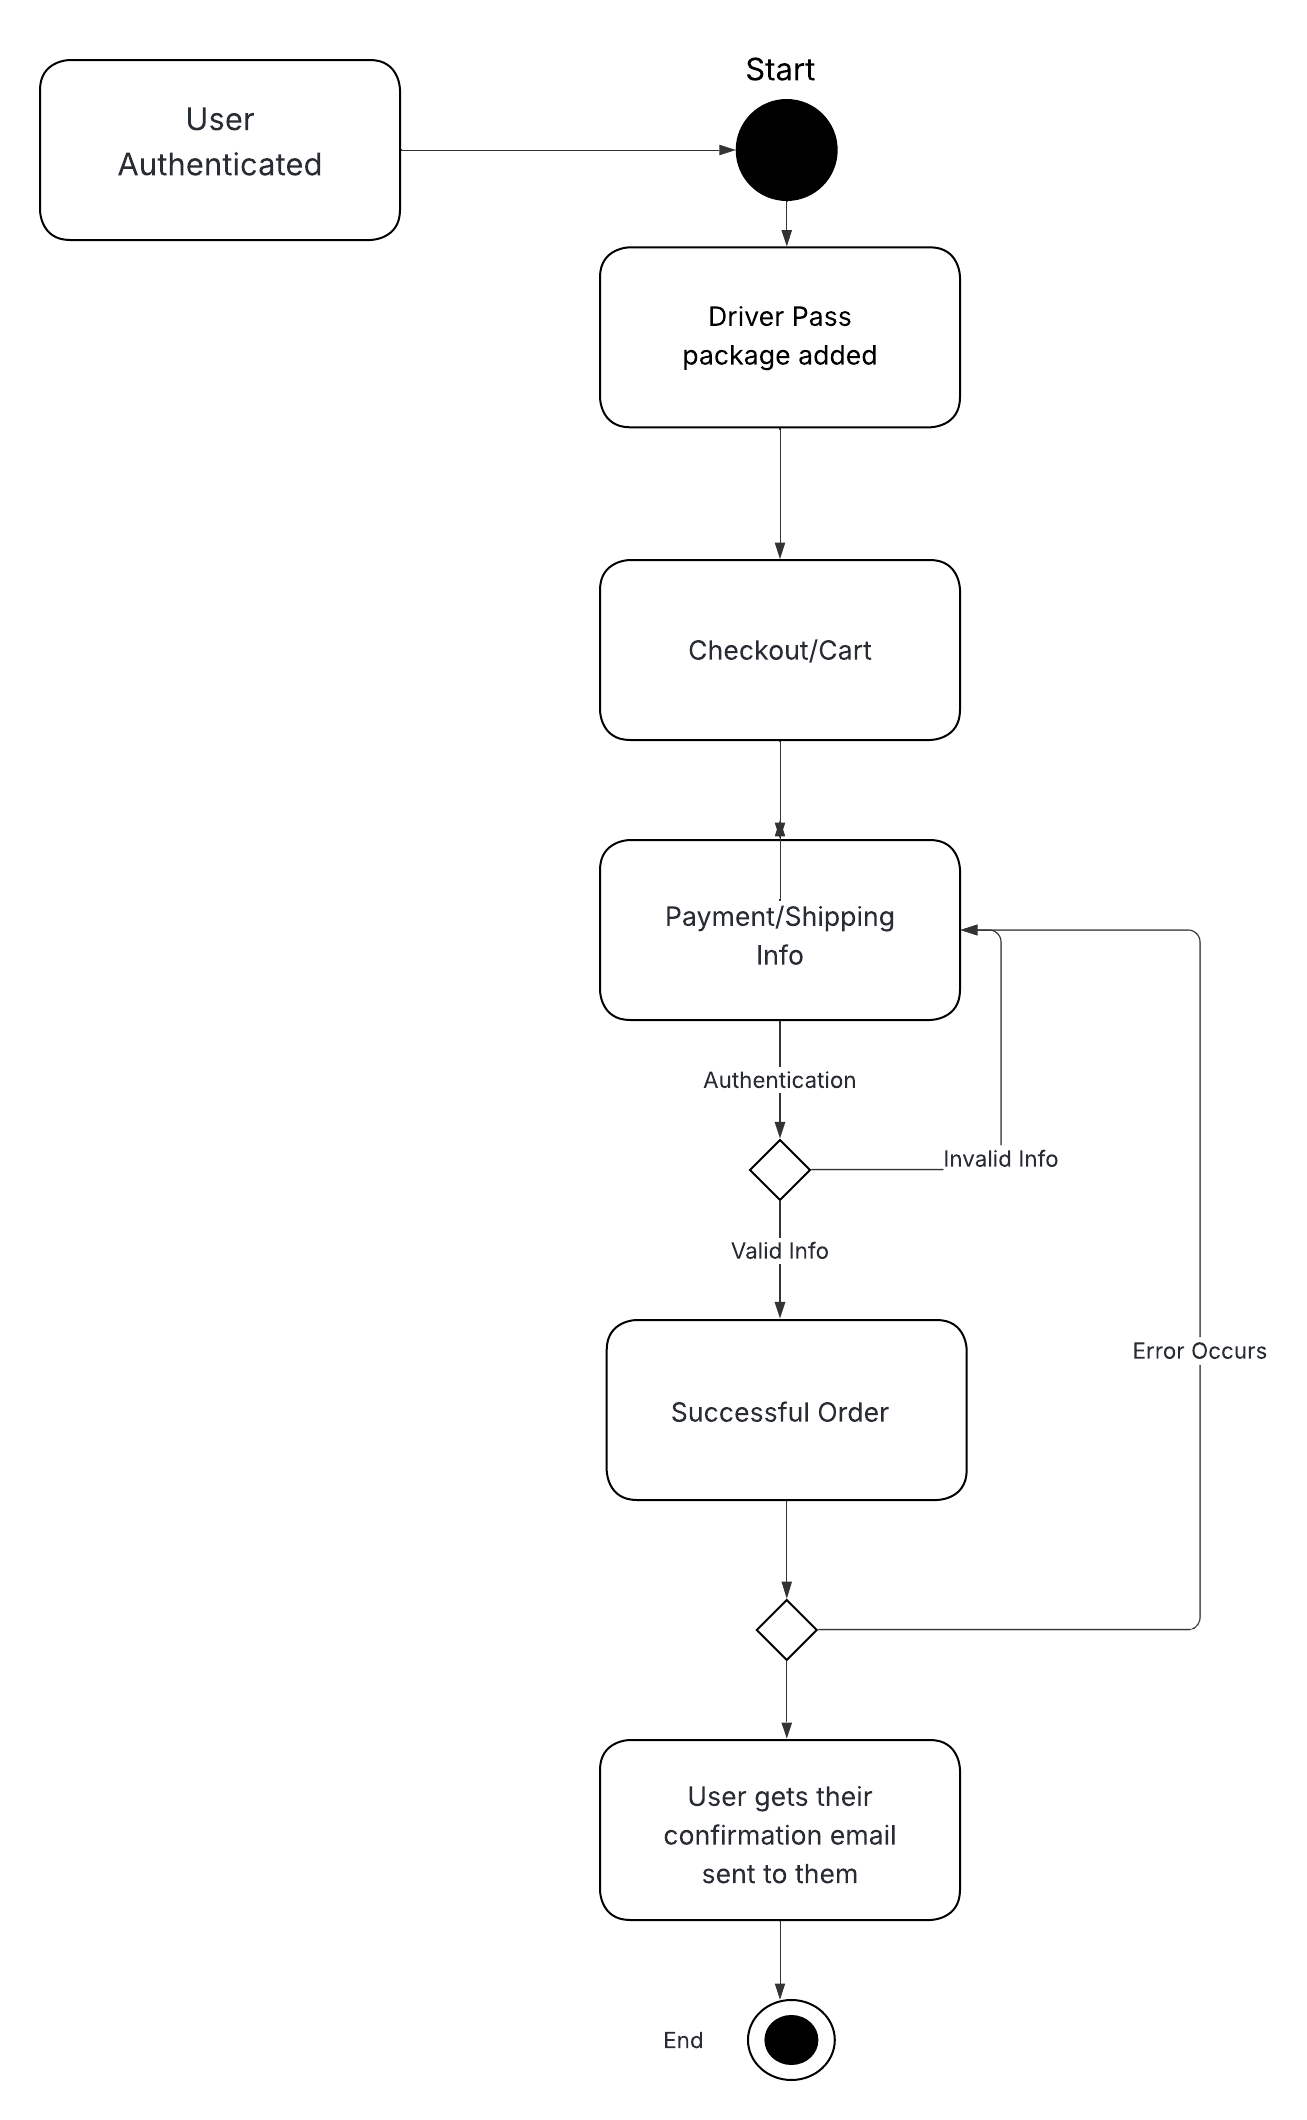 Start
User
Authenticated
Driver Pass
package added
Checkout/Cart
Payment/Shipping
Info
Authentication
Invalid Info
Valid Info
Error Occurs
Successful Order
User gets their
confirmation email
sent to them
End